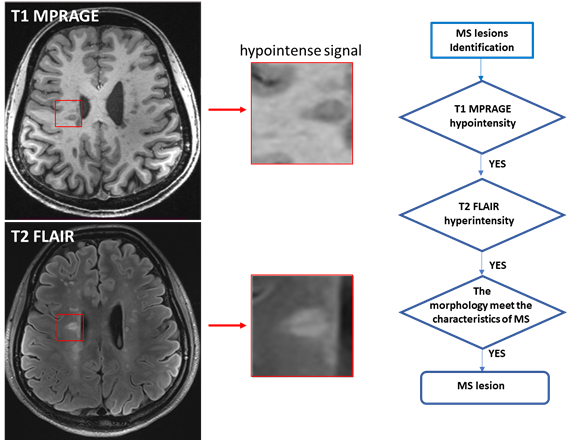 T1 MPRAGE
hypointense signal
T2 FLAIR
MS lesions
Identification
T1 MPRAGE
hypointensity
YES
T2 FLAIR
hyperintensity
YES
The
morphology meet the
characteristics of MS
YES
MS lesion